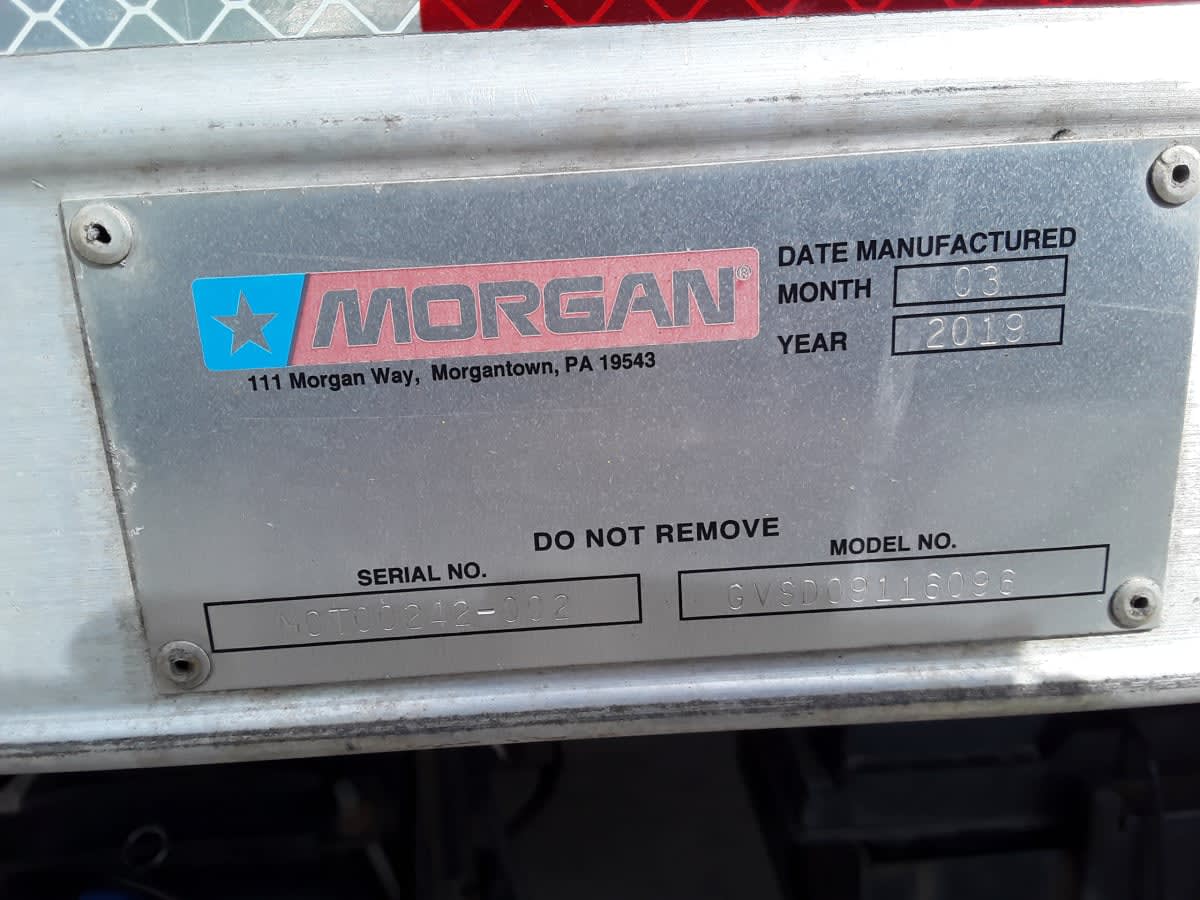 MORGAN®
111 Morgan Way, Morgantown, PA 19543
DATE MANUFACTURED
MONTH 03
YEAR 2019
DO NOT REMOVE
SERIAL NO.
MODEL NO.
GVSD09116096